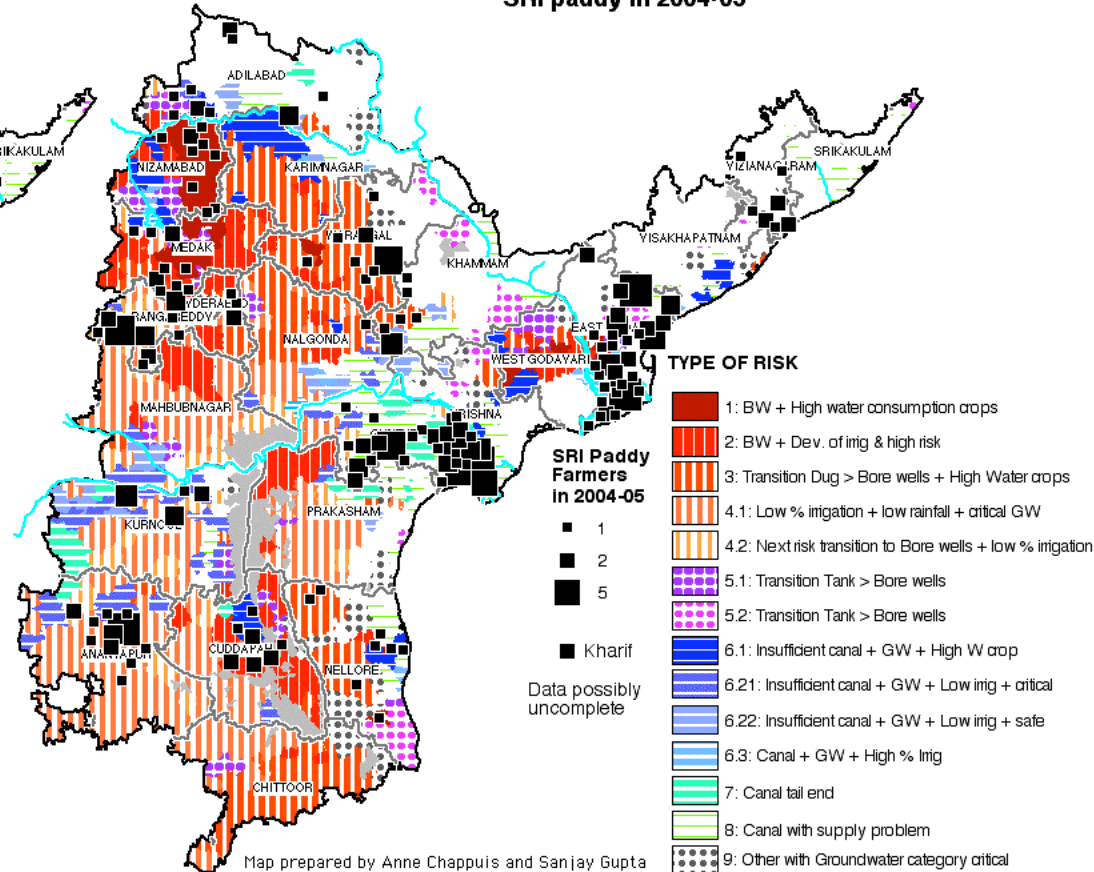 SRI paddy in 2004-05
ADILABAD
SRIKAKULAM
NIZAMABAD
KARIMNAGAR
VIZIANAGARAM
MEDAK
KHAMMAM
VISAKHAPATNAM
NALGONDA
EAST
WEST GODAVARI
MAHBUBNAGAR
PRAKASHAM
KURNOOL
ANANTAPUR
CUDDAPAH
NELLORE
CHITTOOR
TYPE OF RISK
1: BW + High water consumption crops
2: BW + Dev. of irrig & high risk
3: Transition Dug > Bore wells + High Water crops
4.1: Low % irrigation + low rainfall + critical GW
4.2: Next risk transition to Bore wells + low % irrigation
5.1: Transition Tank > Bore wells
5.2: Transition Tank > Bore wells
6.1: Insufficient canal + GW + High W crop
6.21: Insufficient canal + GW + Low irrig + critical
6.22: Insufficient canal + GW + Low irrig + safe
6.3: Canal + GW + High % Irrig
7: Canal tail end
8: Canal with supply problem
9: Other with Groundwater category critical
SRI Paddy
Farmers
in 2004-05
1
2
5
Kharif
Data possibly
uncomplete
Map prepared by Anne Chappuis and Sanjay Gupta